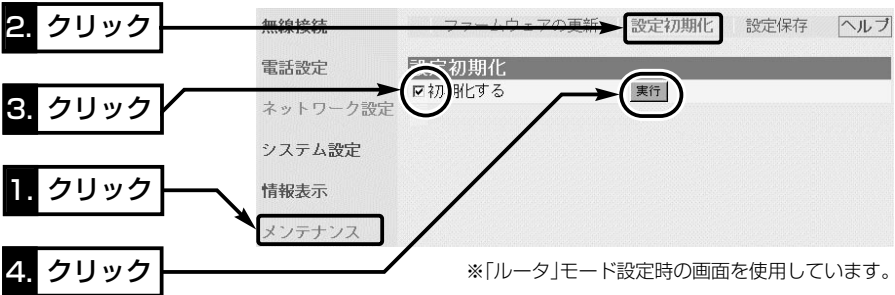 2. クリック
無線接続
ファームウェアの更新
設定初期化
設定保存
ヘルプ
電話設定
設定初期化
初期化する
実行
3. クリック
ネットワーク設定
システム設定
1. クリック
情報表示
メンテナンス
4. クリック
※「ルータ」モード設定時の画面を使用しています。